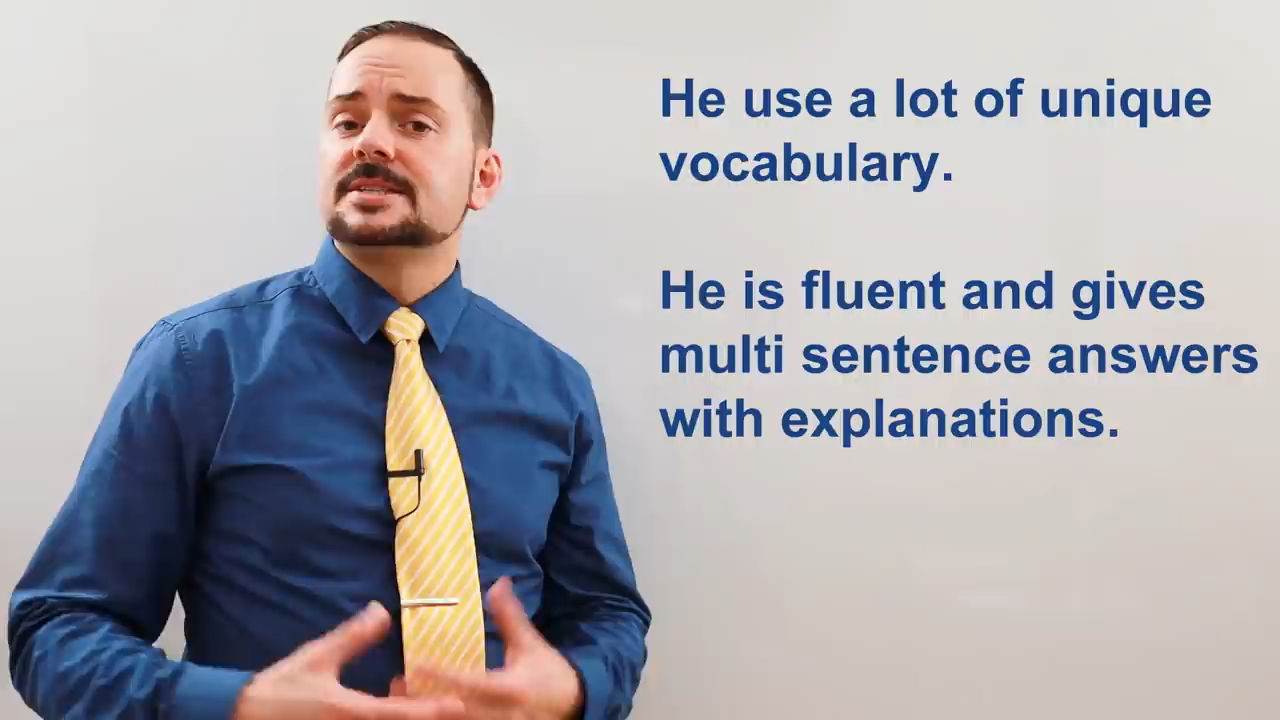 He use a lot of unique
vocabulary.
He is fluent and gives
multi sentence answers
with explanations.